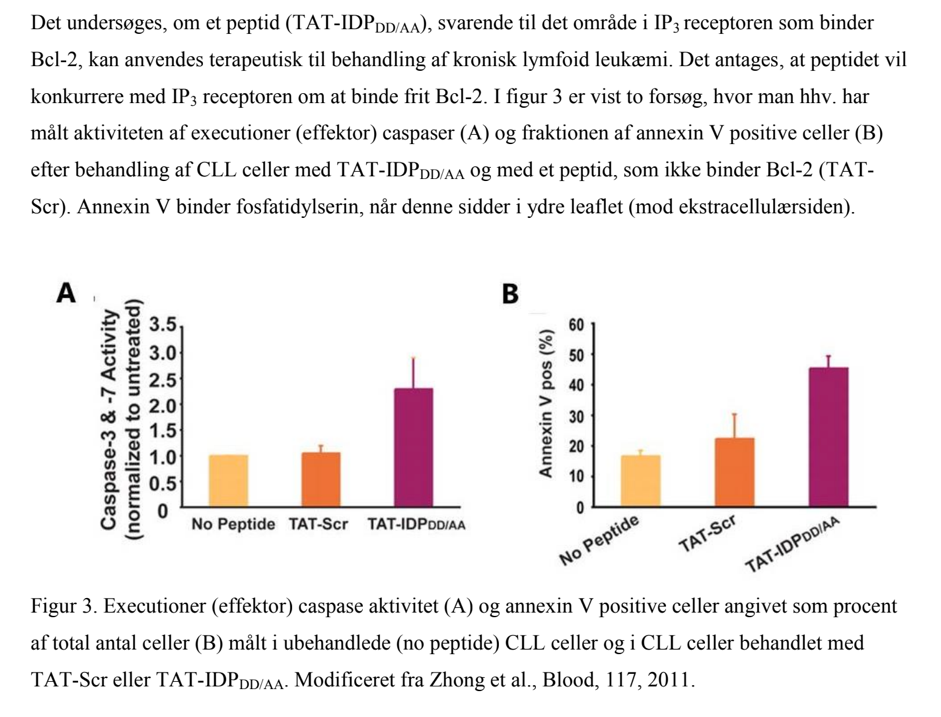 Det undersøges, om et peptid (TAT-IDPDD/AA), svarende til det område i IP3 receptoren som binder
Bcl-2, kan anvendes terapeutisk til behandling af kronisk lymfoid leukæmi. Det antages, at peptidet vil
konkurrere med IP3 receptoren om at binde frit Bcl-2. I figur 3 er vist to forsøg, hvor man hhv. har
målt aktiviteten af executioner (effektor) caspaser (A) og fraktionen af annexin V positive celler (B)
efter behandling af CLL celler med TAT-IDPDD/AA og med et peptid, som ikke binder Bcl-2 (TAT-
Scr). Annexin V binder fosfatidylserin, når denne sidder i ydre leaflet (mod ekstracellulærsiden).
A
Caspase-3 & -7 Activity
(normalized to untreated)
3.5
3.0
2.5
2.0
1.5
1.0
0.5
0
No Peptide TAT-Scr TAT-IDPDD/AA
B
Annexin V pos (%)
60
50
40
30
20
10
0
No Peptide
TAT-Scr
TAT-IDPDD/AA
Figur 3. Executioner (effektor) caspase aktivitet (A) og annexin V positive celler angivet som procent
af total antal celler (B) målt i ubehandlede (no peptide) CLL celler og i CLL celler behandlet med
TAT-Scr eller TAT-IDPDD/AA. Modificeret fra Zhong et al., Blood, 117, 2011.